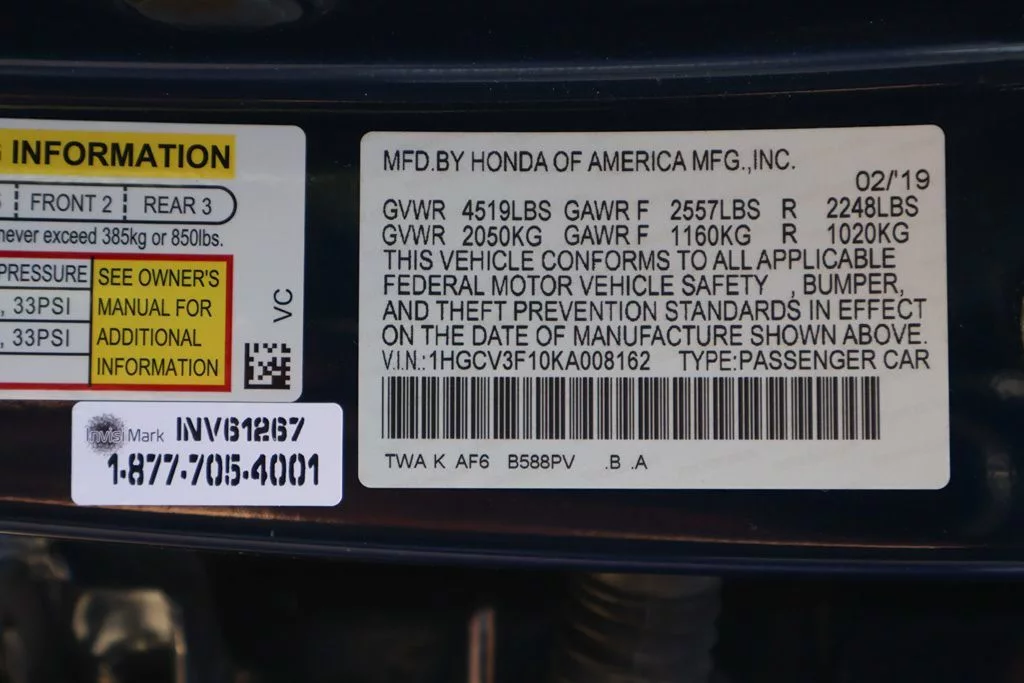 INFORMATION
FRONT 2 REAR 3
never exceed 385kg or 850lbs.
PRESSURE
, 33PSI
, 33PSI
SEE OWNER'S
MANUAL FOR
ADDITIONAL
INFORMATION
VC
InvisiMark INV61267
1-877-705-4001
MFD.BY HONDA OF AMERICA MFG.,INC.
02/'19
GVWR 4519LBS GAWR F 2557LBS R 2248LBS
GVWR 2050KG GAWR F 1160KG R 1020KG
THIS VEHICLE CONFORMS TO ALL APPLICABLE
FEDERAL MOTOR VEHICLE SAFETY , BUMPER,
AND THEFT PREVENTION STANDARDS IN EFFECT
ON THE DATE OF MANUFACTURE SHOWN ABOVE.
V.I.N.:1HGCV3F10KA008162 TYPE:PASSENGER CAR
TWA K AF6 B588PV .B .A